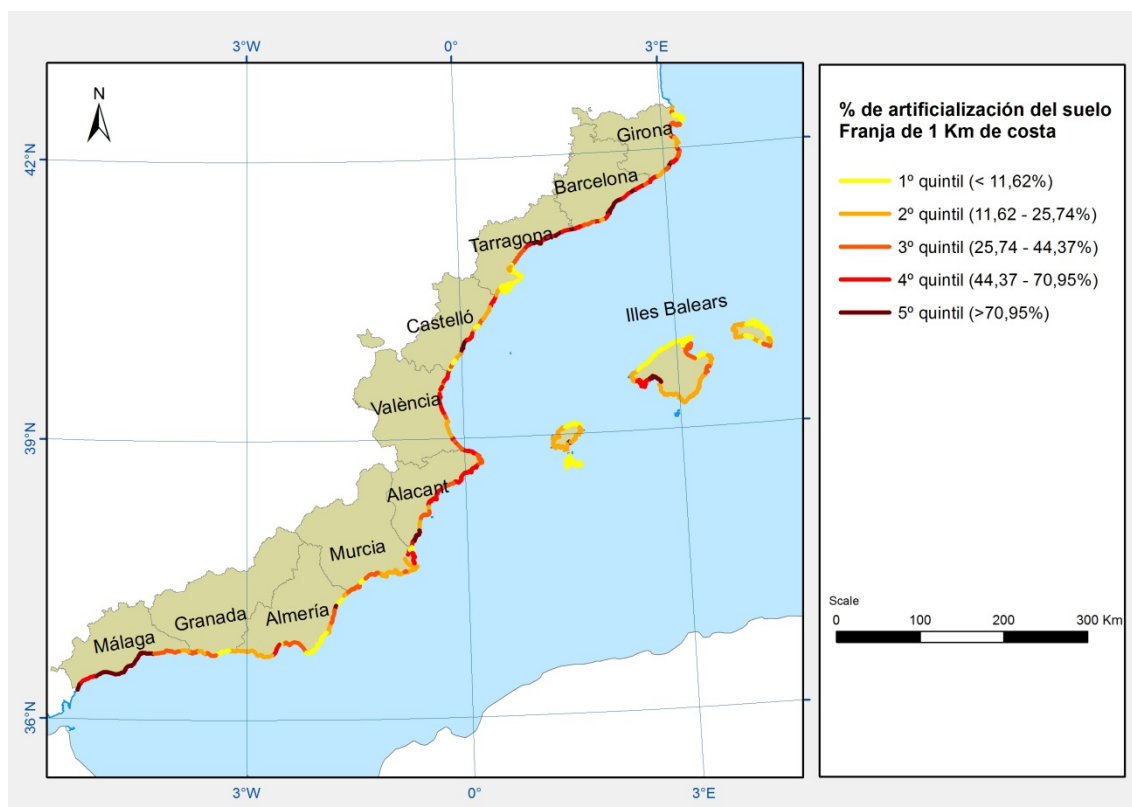 3°W
0°
3°E
N
42°N
39°N
36°N
Girona
Barcelona
Tarragona
Castelló
València
Alacant
Murcia
Almería
Granada
Málaga
Illes Balears
3°W
0°
3°E
% de artificialización del suelo
Franja de 1 Km de costa
1º quintil (< 11,62%)
2º quintil (11,62 - 25,74%)
3º quintil (25,74 - 44,37%)
4º quintil (44,37 - 70,95%)
5º quintil (>70,95%)
Scale
0 100 200 300 Km